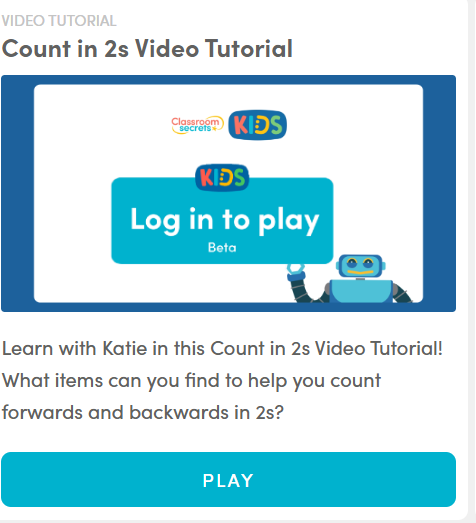 VIDEO TUTORIAL
Count in 2s Video Tutorial
Classroom
secrets
KIDS
KIDS
Log in to play
Beta
Learn with Katie in this Count in 2s Video Tutorial!
What items can you find to help you count
forwards and backwards in 2s?
PLAY